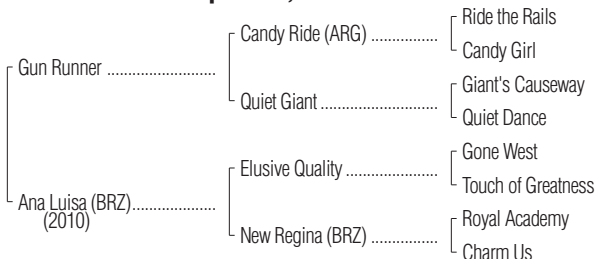 Ride the Rails
Candy Ride (ARG) ................
Candy Girl
Gun Runner ..........................
Giant's Causeway
Quiet Giant............................
Quiet Dance
Gone West
Elusive Quality ......................
Touch of Greatness
Ana Luisa (BRZ)....................
(2010)
Royal Academy
New Regina (BRZ) ................
Charm Us